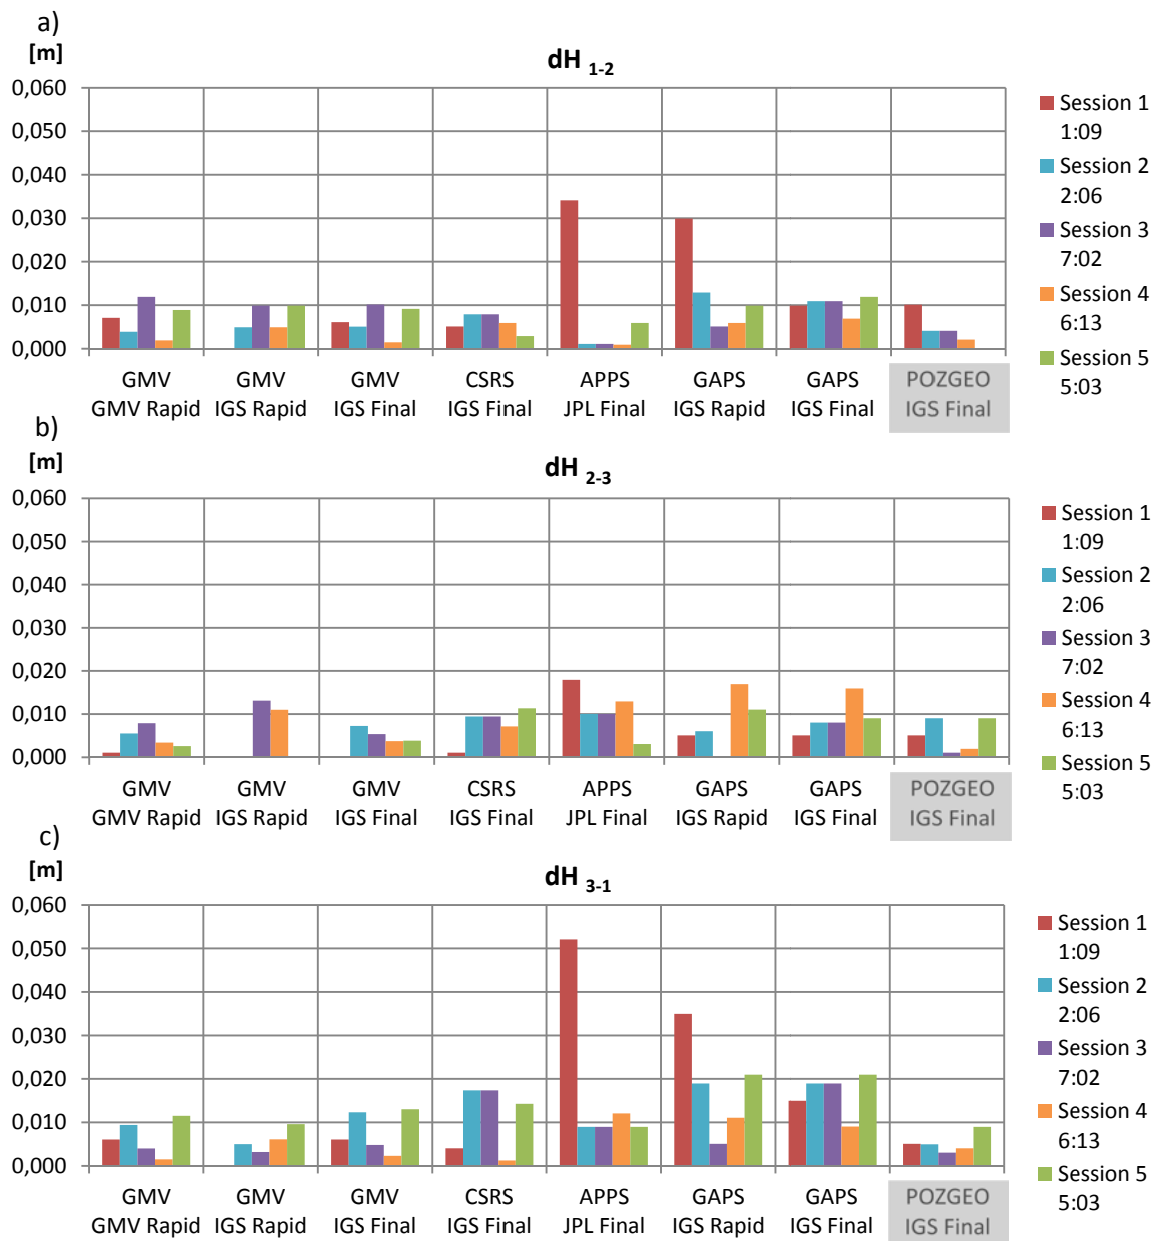 a)
[m]
dH 1-2
0,060
0,050
0,040
0,030
0,020
0,010
0,000
GMV GMV GMV CSRS APPS GAPS GAPS POZGEO
GMV Rapid IGS Rapid IGS Final IGS Final JPL Final IGS Rapid IGS Final IGS Final
Session 1
1:09
Session 2
2:06
Session 3
7:02
Session 4
6:13
Session 5
5:03
b)
[m]
dH 2-3
0,060
0,050
0,040
0,030
0,020
0,010
0,000
GMV GMV GMV CSRS APPS GAPS GAPS POZGEO
GMV Rapid IGS Rapid IGS Final IGS Final JPL Final IGS Rapid IGS Final IGS Final
Session 1
1:09
Session 2
2:06
Session 3
7:02
Session 4
6:13
Session 5
5:03
c)
[m]
dH 3-1
0,060
0,050
0,040
0,030
0,020
0,010
0,000
GMV GMV GMV CSRS APPS GAPS GAPS POZGEO
GMV Rapid IGS Rapid IGS Final IGS Final JPL Final IGS Rapid IGS Final IGS Final
Session 1
1:09
Session 2
2:06
Session 3
7:02
Session 4
6:13
Session 5
5:03